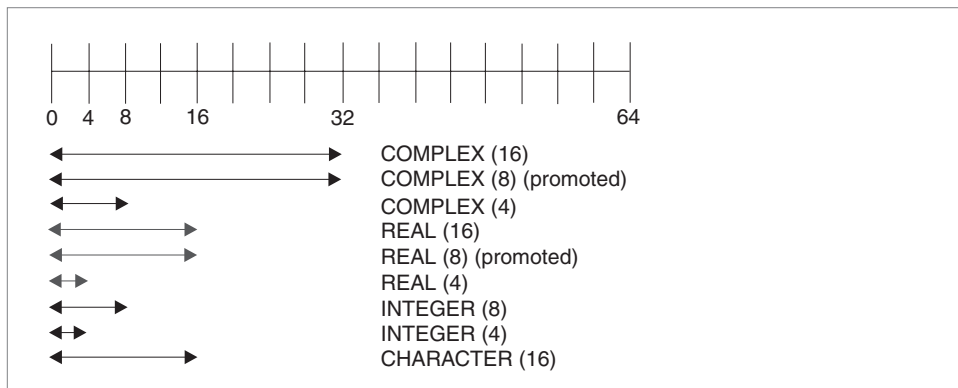 0 4 8 16 32 64
COMPLEX (16)
COMPLEX (8) (promoted)
COMPLEX (4)
REAL (16)
REAL (8) (promoted)
REAL (4)
INTEGER (8)
INTEGER (4)
CHARACTER (16)